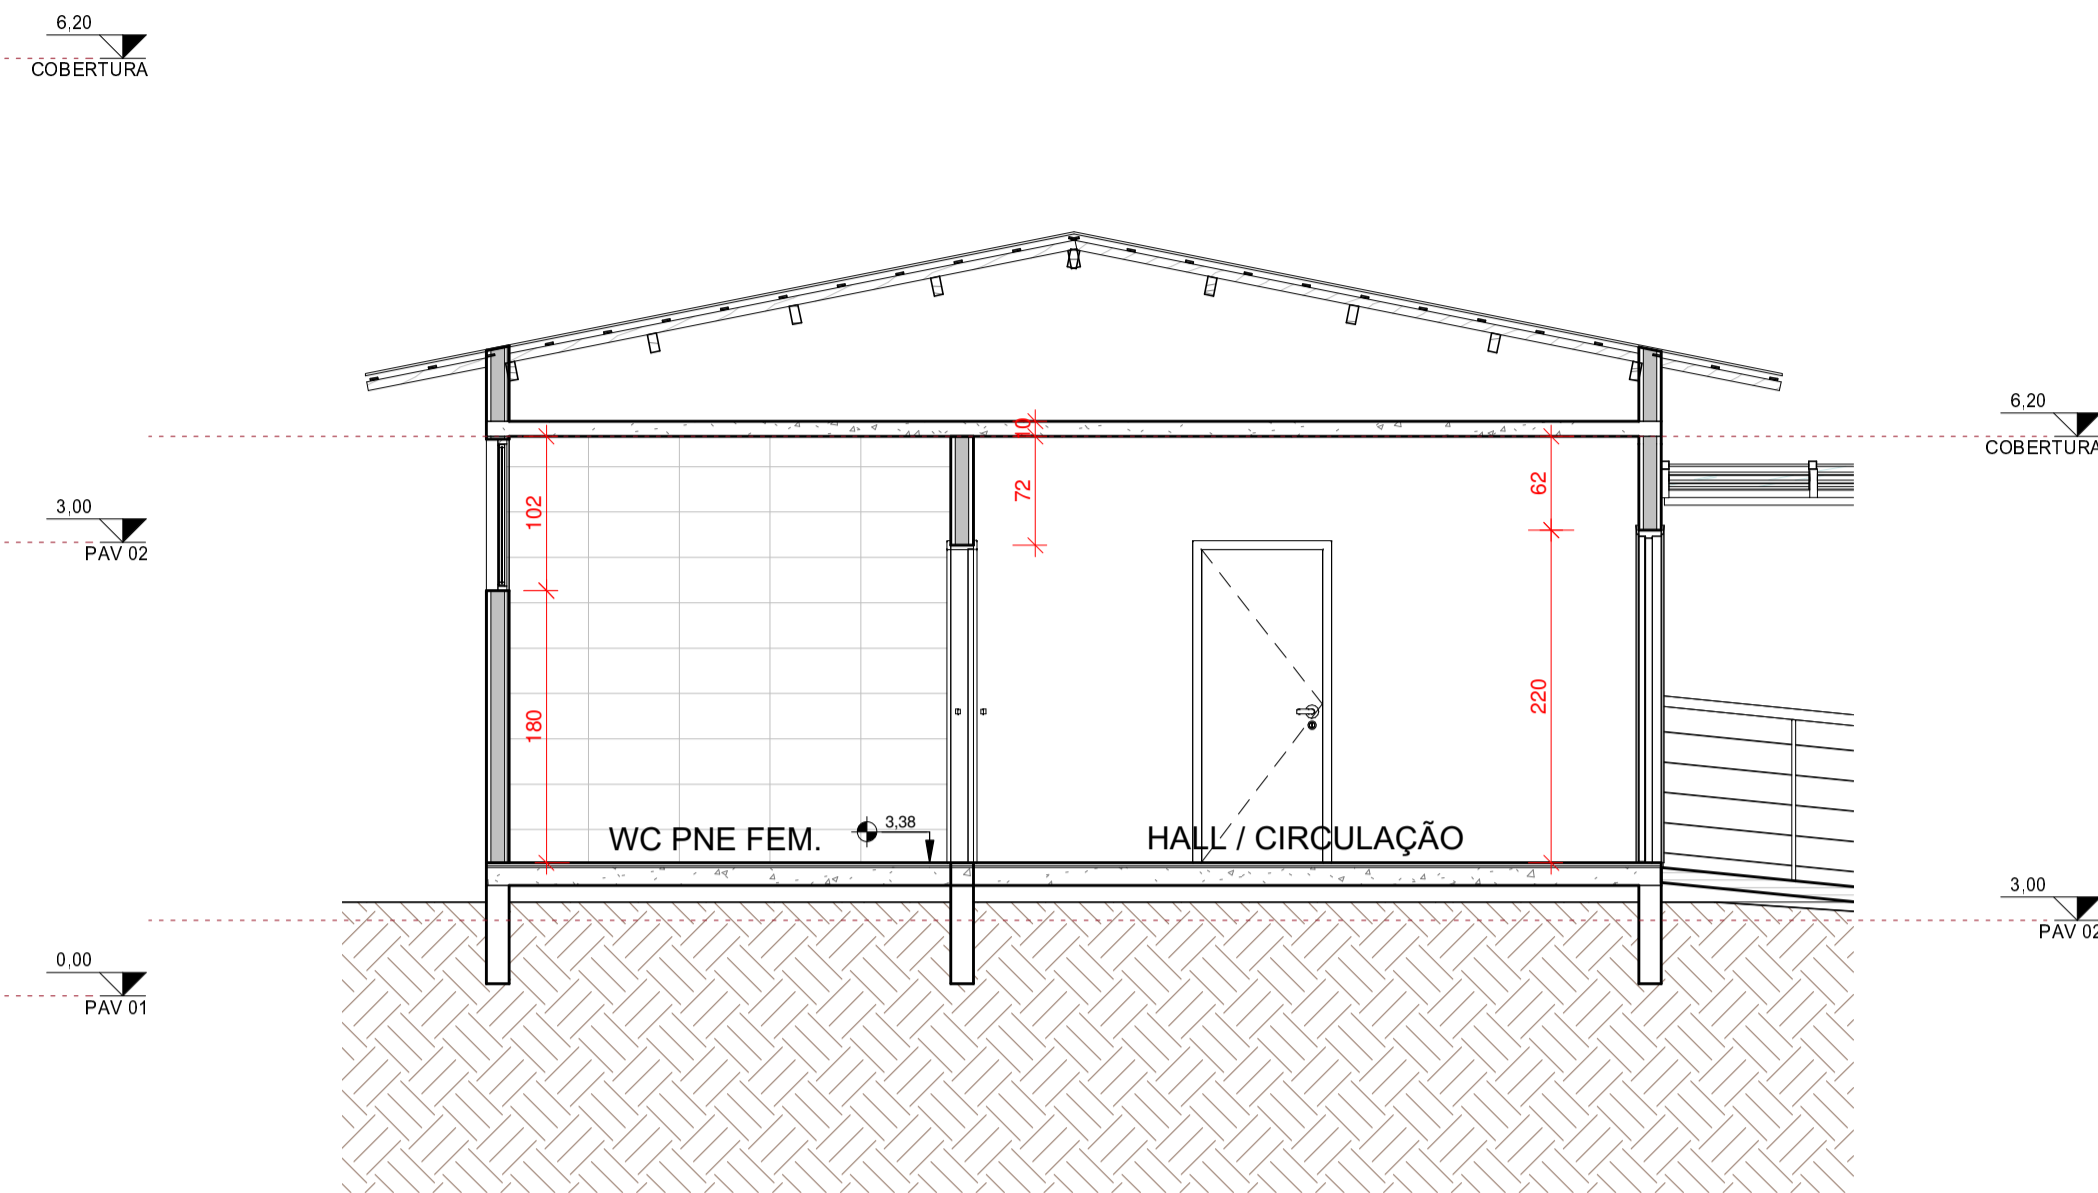 6,20
COBERTURA
6,20
COBERTURA
10
72
62
102
3,00
PAV 02
220
180
3,38
WC PNE FEM.
HALL / CIRCULAÇÃO
3,00
PAV 02
0,00
PAV 01